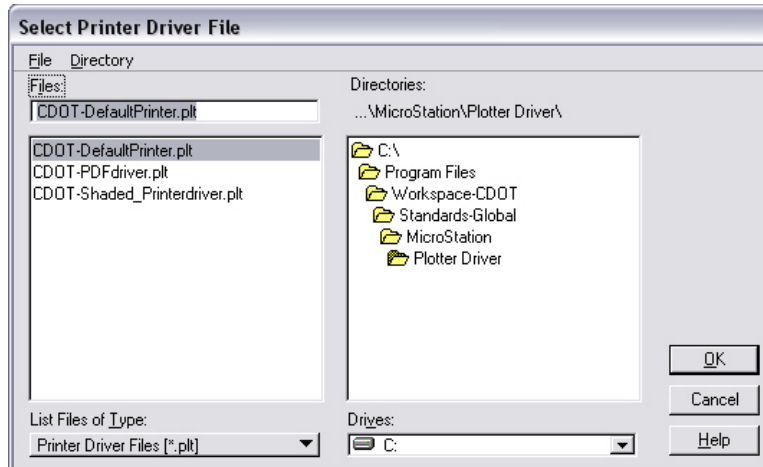 Select Printer Driver File
File Directory
Files:
CDOT-DefaultPrinter.plt
CDOT-DefaultPrinter.plt
CDOT-PDFdriver.plt
CDOT-Shaded_Printerdriver.plt
List Files of Type:
Printer Driver Files [*.plt]
Directories:
...\MicroStation\Plotter Driver\
C:\
Program Files
Workspace-CDOT
Standards-Global
MicroStation
Plotter Driver
Drives:
C:
OK
Cancel
Help